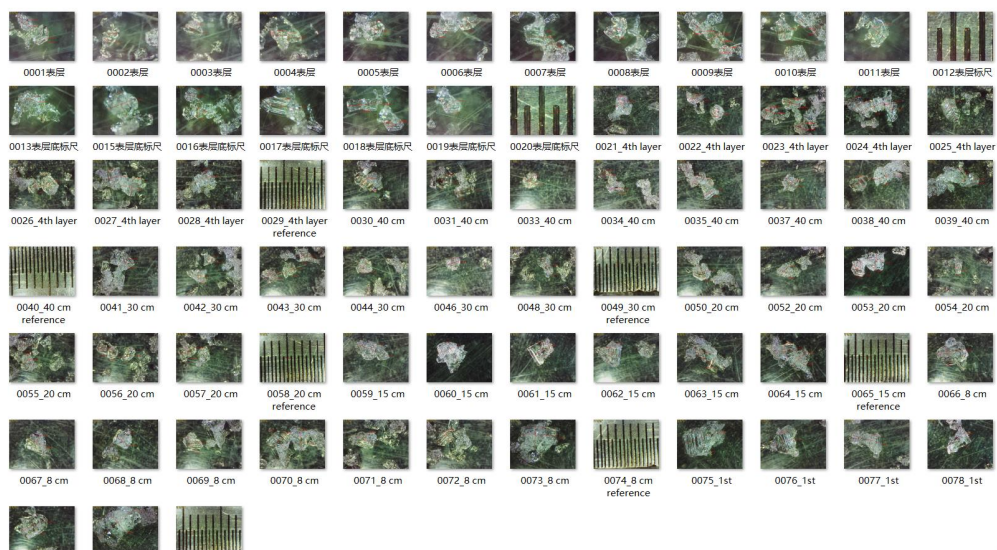 0001表层 0002表层 0003表层 0004表层 0005表层 0006表层 0007表层 0008表层 0009表层 0010表层 0011表层 0012表层标尺
0013表层底标尺 0015表层底标尺 0016表层底标尺 0017表层底标尺 0018表层底标尺 0019表层底标尺 0020表层底标尺 0021_4th layer 0022_4th layer 0023_4th layer 0024_4th layer 0025_4th layer
0026_4th layer 0027_4th layer 0028_4th layer 0029_4th layer reference 0030_40 cm 0031_40 cm 0033_40 cm 0034_40 cm 0035_40 cm 0037_40 cm 0038_40 cm 0039_40 cm
0040_40 cm reference 0041_30 cm 0042_30 cm 0043_30 cm 0044_30 cm 0046_30 cm 0048_30 cm 0049_30 cm reference 0050_20 cm 0052_20 cm 0053_20 cm 0054_20 cm
0055_20 cm 0056_20 cm 0057_20 cm 0058_20 cm reference 0059_15 cm 0060_15 cm 0061_15 cm 0062_15 cm 0063_15 cm 0064_15 cm 0065_15 cm reference 0066_8 cm
0067_8 cm 0068_8 cm 0069_8 cm 0070_8 cm 0071_8 cm 0072_8 cm 0073_8 cm 0074_8 cm reference 0075_1st 0076_1st 0077_1st 0078_1st